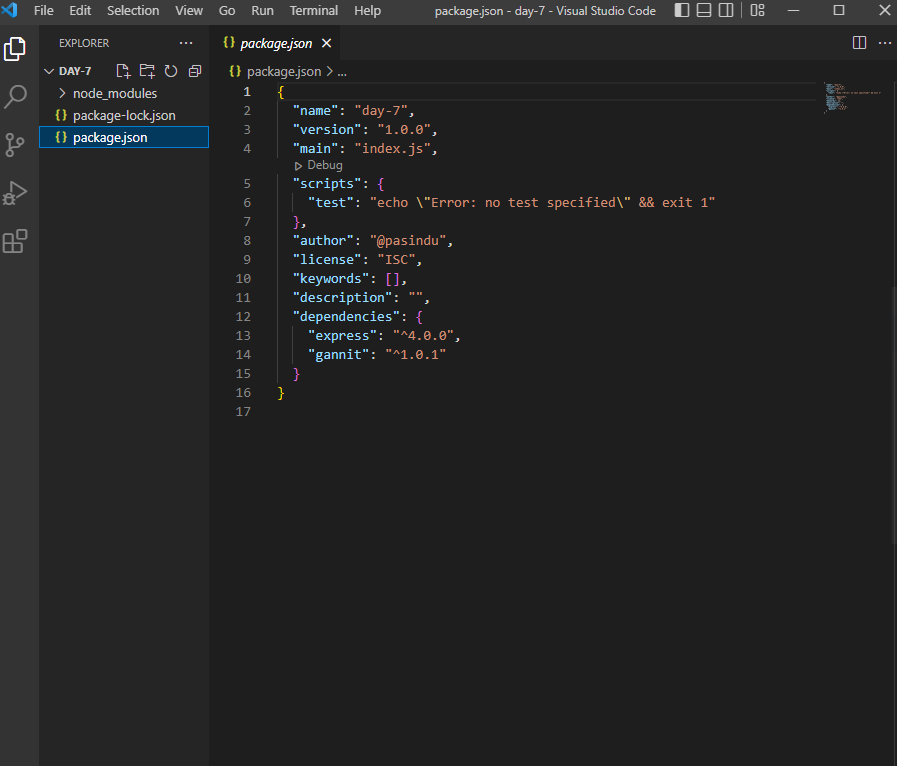 File Edit Selection View Go Run Terminal Help package.json - day-7 - Visual Studio Code
EXPLORER
DAY-7
node_modules
{} package-lock.json
{} package.json
{} package.json
{} package.json > ...
1 {
2 "name": "day-7",
3 "version": "1.0.0",
4 "main": "index.js",
Debug
5 "scripts": {
6 "test": "echo \"Error: no test specified\" && exit 1"
7 },
8 "author": "@pasindu",
9 "license": "ISC",
10 "keywords": [],
11 "description": "",
12 "dependencies": {
13 "express": "^4.0.0",
14 "gannit": "^1.0.1"
15 }
16 }
17